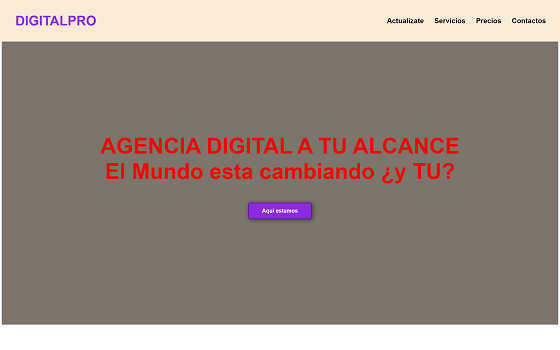 DIGITALPRO
Actualizate Servicios Precios Contactos
AGENCIA DIGITAL A TU ALCANCE
El Mundo esta cambiando ¿y TU?
Aqui estamos